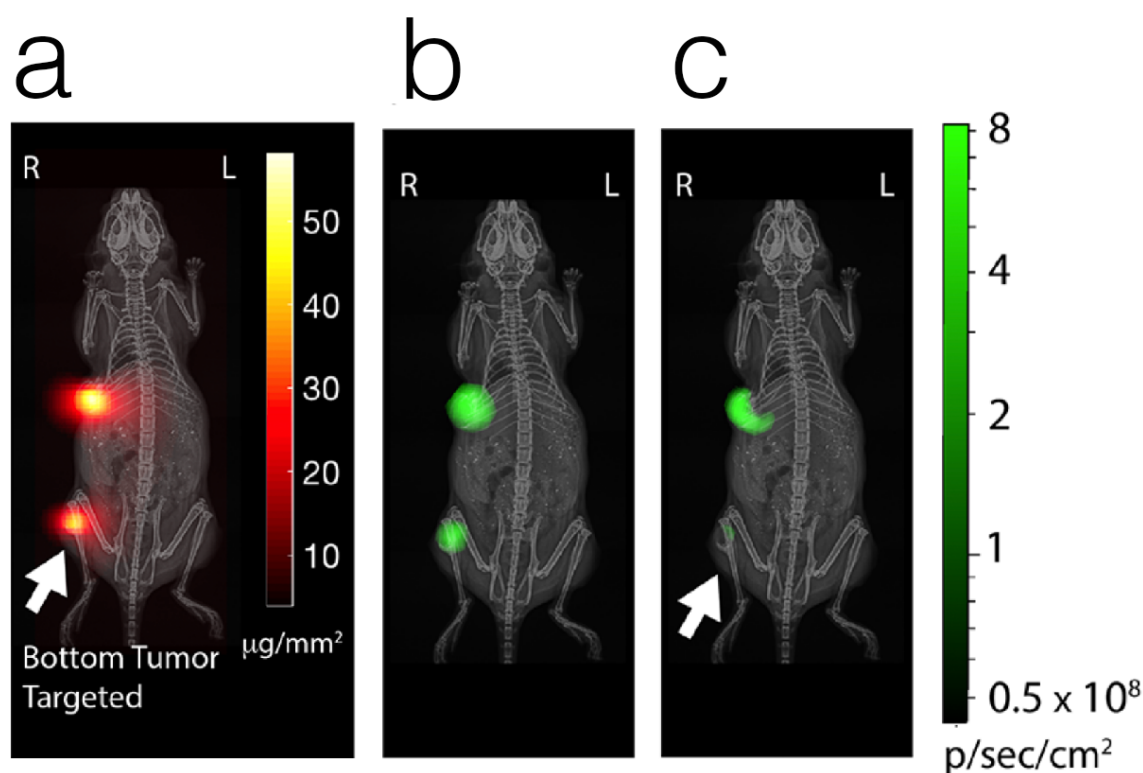 a
b
c
R L
50
40
30
20
10
μg/mm²
Bottom Tumor
Targeted
R L
R L
8
4
2
1
0.5 x 10⁸
p/sec/cm²